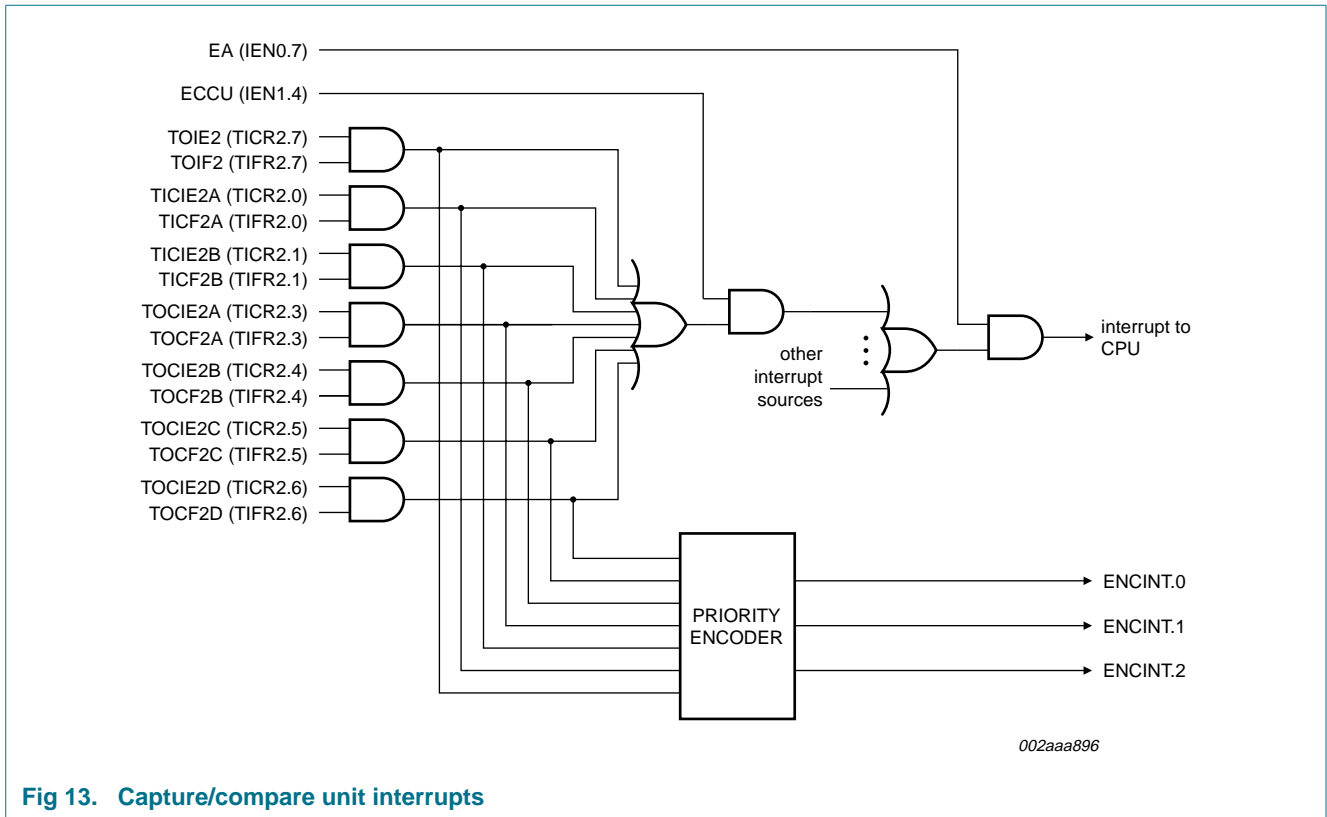 EA (IEN0.7)
ECCU (IEN1.4)
TOIE2 (TICR2.7)
TOIF2 (TIFR2.7)
TICIE2A (TICR2.0)
TICF2A (TIFR2.0)
TICIE2B (TICR2.1)
TICF2B (TIFR2.1)
TOCIE2A (TICR2.3)
TOCF2A (TIFR2.3)
TOCIE2B (TICR2.4)
TOCF2B (TIFR2.4)
TOCIE2C (TICR2.5)
TOCF2C (TIFR2.5)
TOCIE2D (TICR2.6)
TOCF2D (TIFR2.6)
other
interrupt
sources
interrupt to
CPU
PRIORITY
ENCODER
ENCINT.0
ENCINT.1
ENCINT.2
002aaa896
Fig 13. Capture/compare unit interrupts